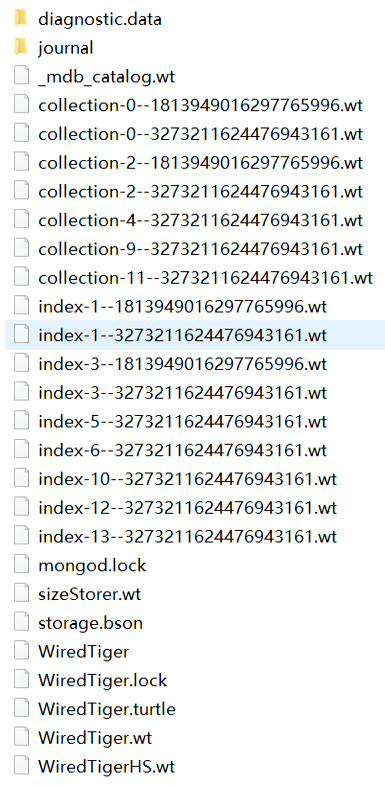 diagnostic.data
journal
_mdb_catalog.wt
collection-0--1813949016297765996.wt
collection-0--3273211624476943161.wt
collection-2--1813949016297765996.wt
collection-2--3273211624476943161.wt
collection-4--3273211624476943161.wt
collection-9--3273211624476943161.wt
collection-11--3273211624476943161.wt
index-1--1813949016297765996.wt
index-1--3273211624476943161.wt
index-3--1813949016297765996.wt
index-3--3273211624476943161.wt
index-5--3273211624476943161.wt
index-6--3273211624476943161.wt
index-10--3273211624476943161.wt
index-12--3273211624476943161.wt
index-13--3273211624476943161.wt
mongod.lock
sizeStorer.wt
storage.bson
WiredTiger
WiredTiger.lock
WiredTiger.turtle
WiredTiger.wt
WiredTigerHS.wt